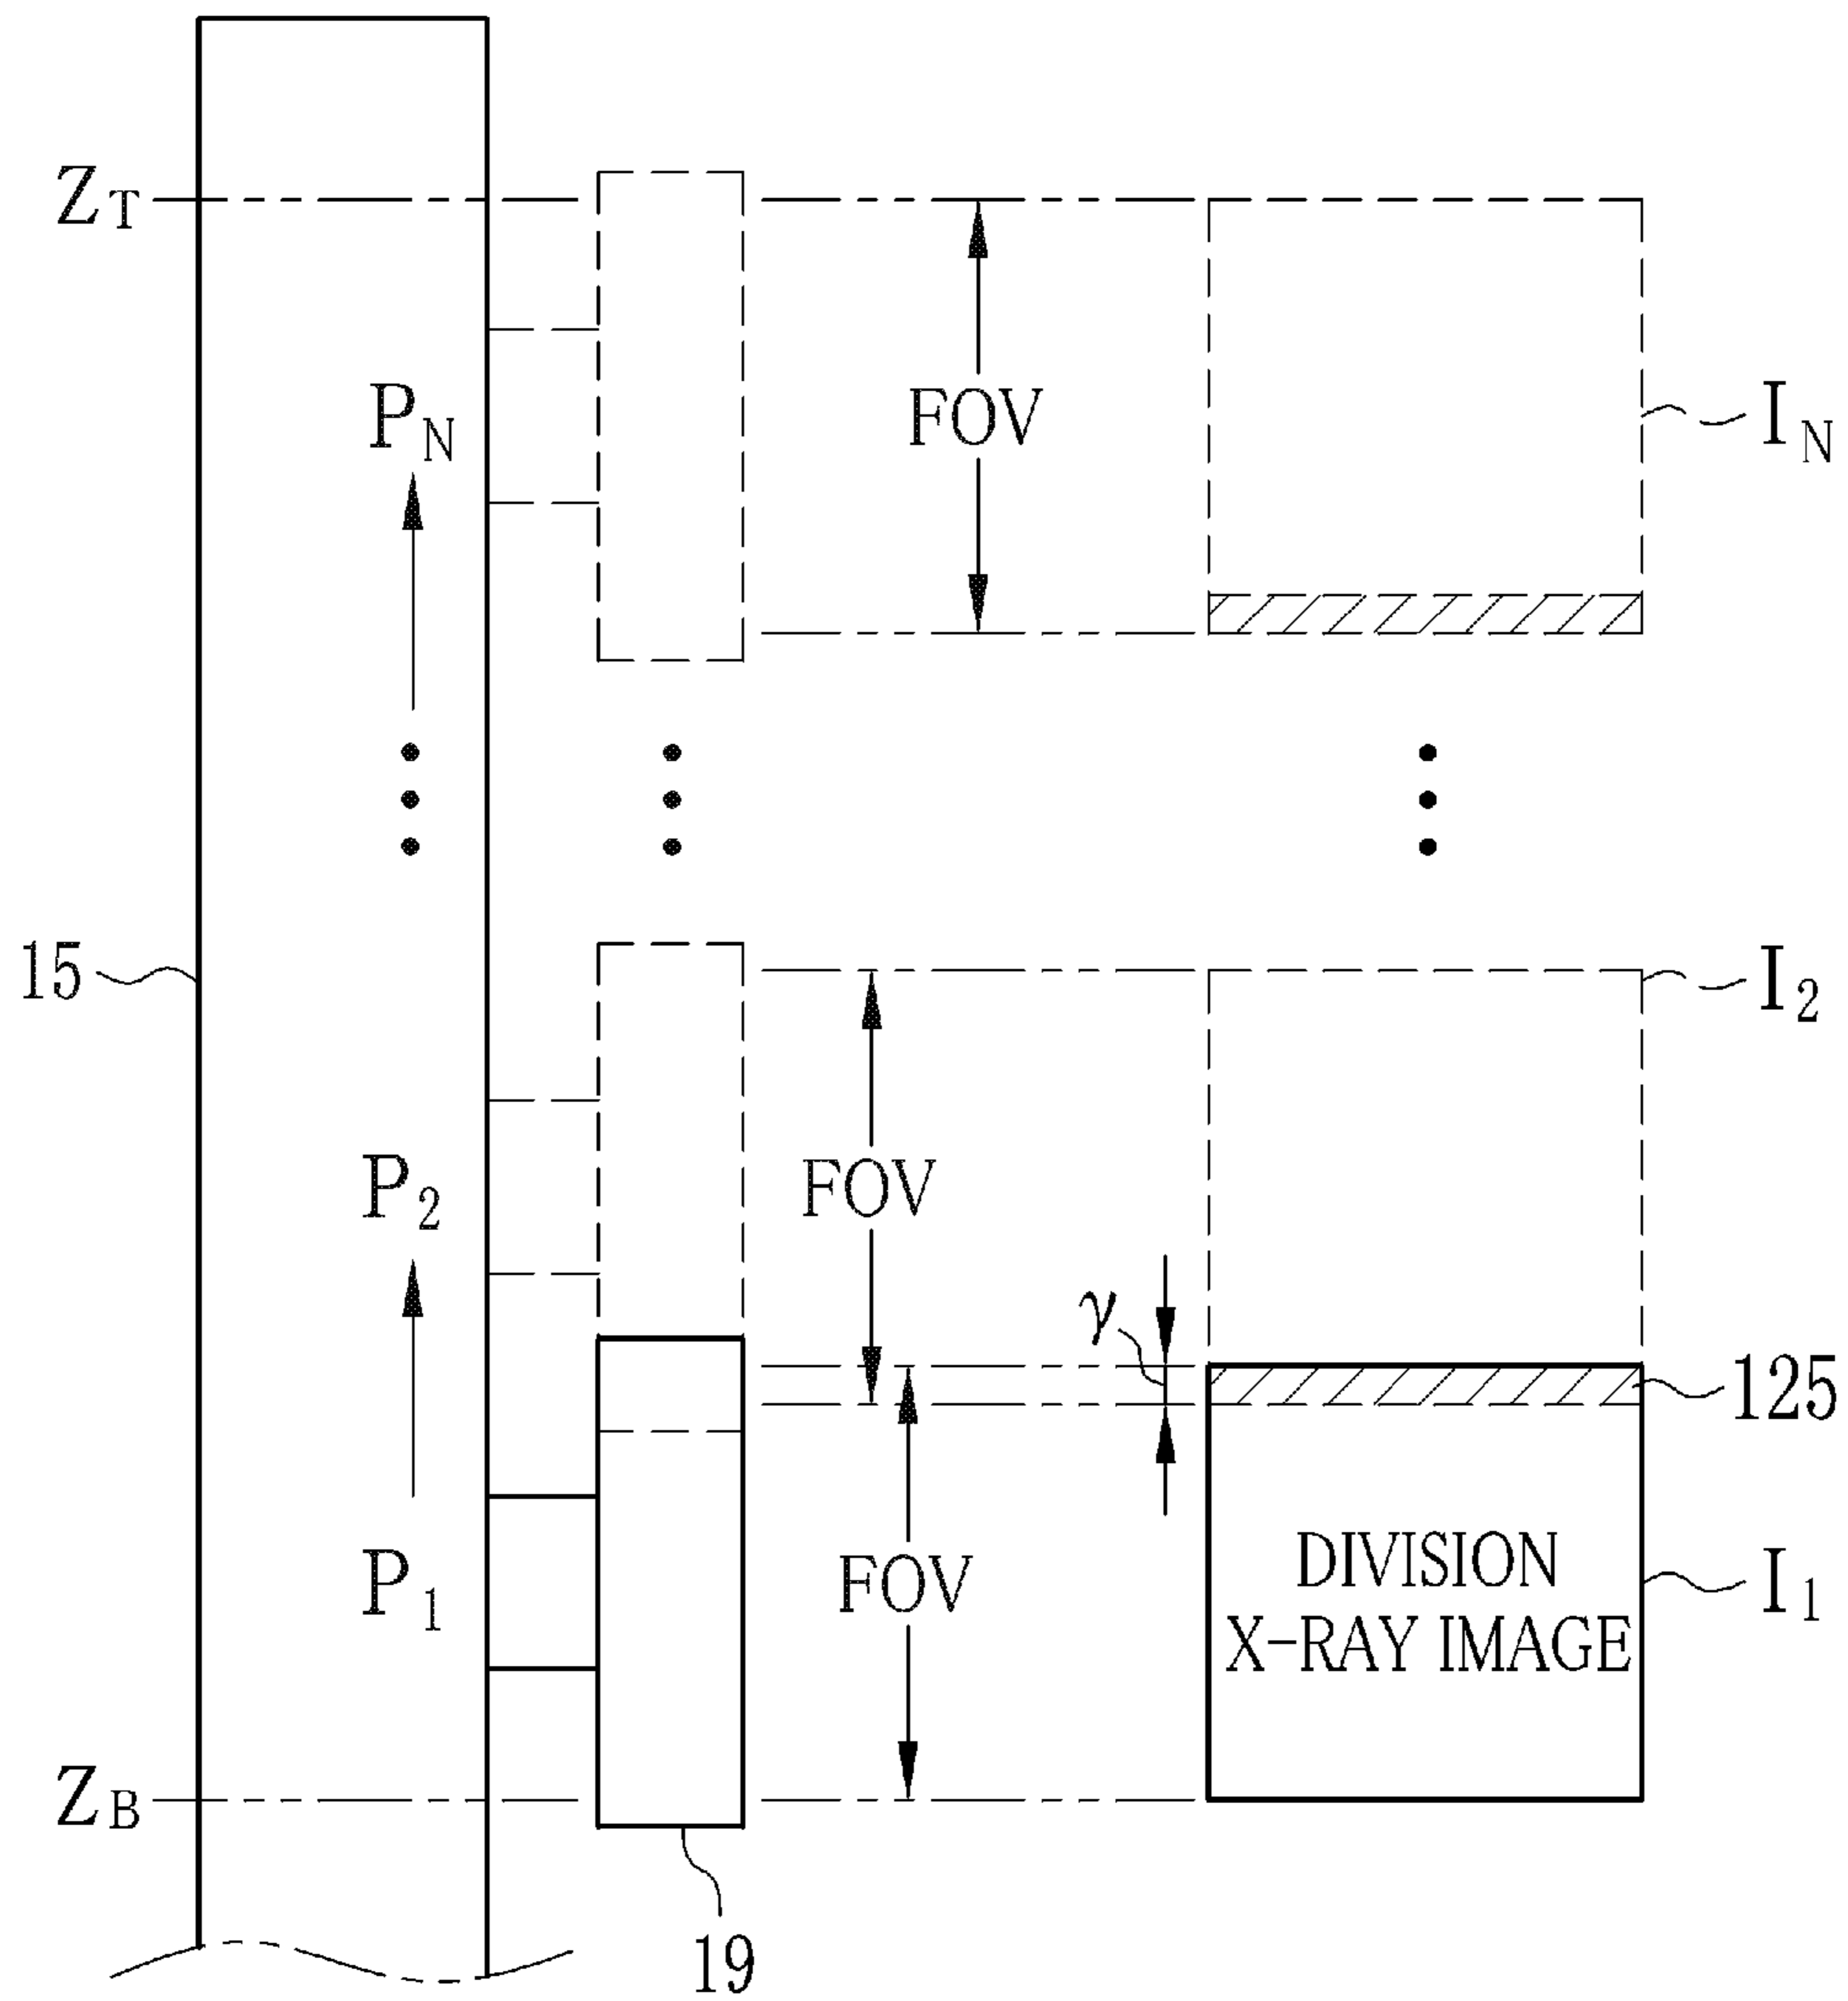 Z_T
P_N
FOV
I_N
15
I_2
P_2
FOV
γ
125
P_1
FOV
DIVISION
X-RAY IMAGE
I_1
Z_B
19